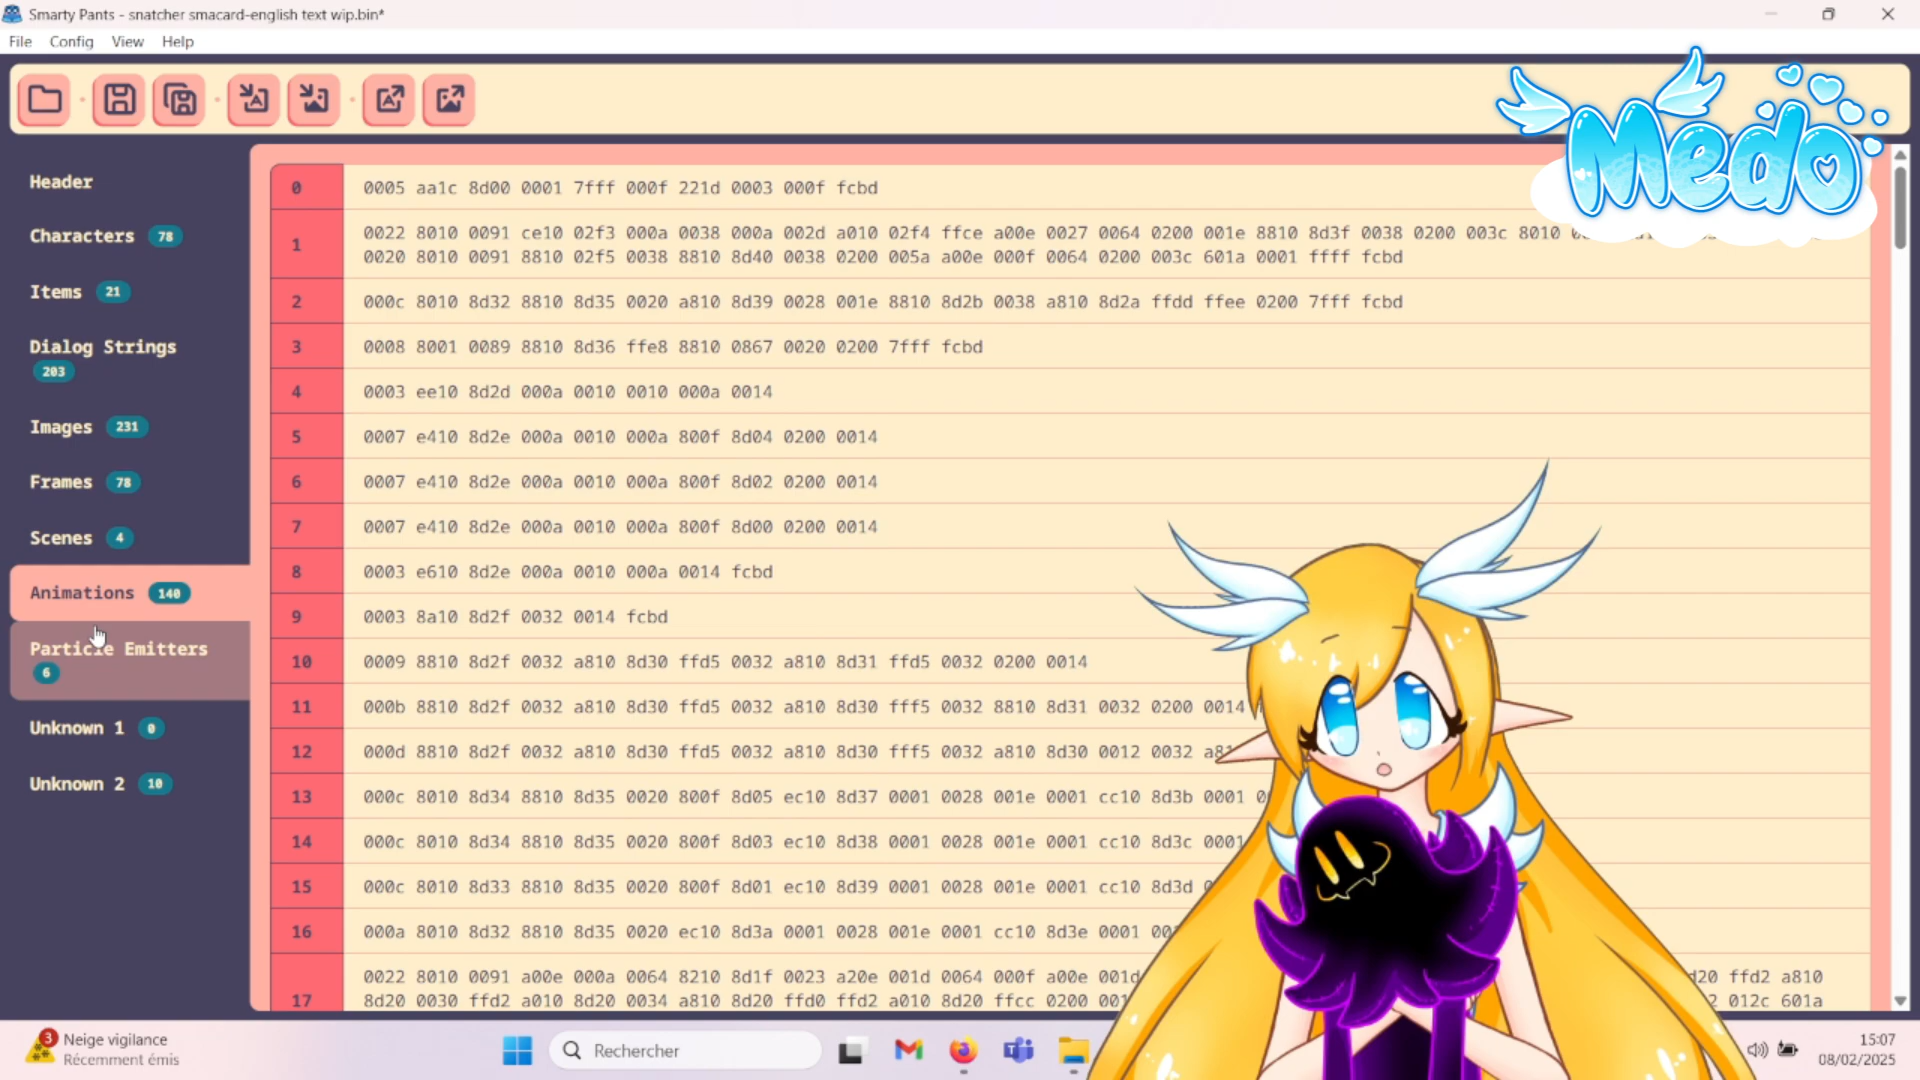 Smarty Pants - snatcher smacard-english text wip.bin*
File Config View Help
Medo
Header
Characters 78
Items 21
Dialog Strings
203
Images 231
Frames 78
Scenes 4
Animations 140
Particle Emitters
6
Unknown 1 0
Unknown 2 10
0 0005 aa1c 8d00 0001 7fff 000f 221d 0003 000f fcbd
1 0022 8010 0091 ce10 02f3 000a 0038 000a 002d a010 02f4 ffce a00e 0027 0064 0200 001e 8810 8d3f 0038 0200 003c 8010
0020 8010 0091 8810 02f5 0038 8810 8d40 0038 0200 005a a00e 000f 0064 0200 003c 601a 0001 ffff fcbd
2 000c 8010 8d32 8810 8d35 0020 a810 8d39 0028 001e 8810 8d2b 0038 a810 8d2a ffdd ffee 0200 7fff fcbd
3 0008 8001 0089 8810 8d36 ffe8 8810 0867 0020 0200 7fff fcbd
4 0003 ee10 8d2d 000a 0010 0010 000a 0014
5 0007 e410 8d2e 000a 0010 000a 800f 8d04 0200 0014
6 0007 e410 8d2e 000a 0010 000a 800f 8d02 0200 0014
7 0007 e410 8d2e 000a 0010 000a 800f 8d00 0200 0014
8 0003 e610 8d2e 000a 0010 000a 0014 fcbd
9 0003 8a10 8d2f 0032 0014 fcbd
10 0009 8810 8d2f 0032 a810 8d30 ffd5 0032 a810 8d31 ffd5 0032 0200 0014
11 000b 8810 8d2f 0032 a810 8d30 ffd5 0032 a810 8d30 fff5 0032 8810 8d31 0032 0200 0014
12 000d 8810 8d2f 0032 a810 8d30 ffd5 0032 a810 8d30 fff5 0032 a810 8d30 0012 0032
13 000c 8010 8d34 8810 8d35 0020 800f 8d05 ec10 8d37 0001 0028 001e 0001 cc10 8d3b 0001
14 000c 8010 8d34 8810 8d35 0020 800f 8d03 ec10 8d38 0001 0028 001e 0001 cc10 8d3c 0001
15 000c 8010 8d33 8810 8d35 0020 800f 8d01 ec10 8d39 0001 0028 001e 0001 cc10 8d3d
16 000a 8010 8d32 8810 8d35 0020 ec10 8d3a 0001 0028 001e 0001 cc10 8d3e 0001
17 0022 8010 0091 a00e 000a 0064 8210 8d1f 0023 a20e 001d 0064 000f a00e 001d ffd2 a810
8d20 0030 ffd2 a010 8d20 0034 a810 8d20 ffd0 ffd2 a010 8d20 ffcc 0200 012c 601a
3 Neige vigilance
Récemment émis
Rechercher
15:07
08/02/2025